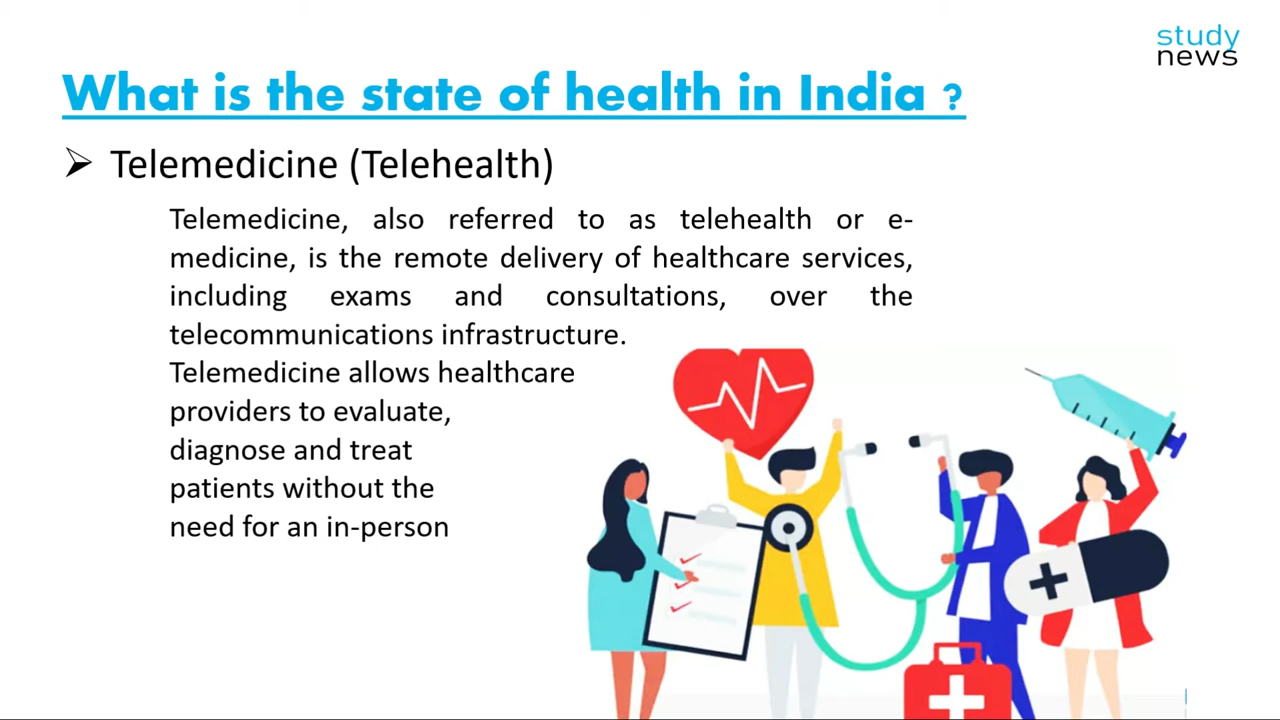 study
news
What is the state of health in India ?
➢ Telemedicine (Telehealth)
Telemedicine, also referred to as telehealth or e-
medicine, is the remote delivery of healthcare services,
including exams and consultations, over the
telecommunications infrastructure.
Telemedicine allows healthcare
providers to evaluate,
diagnose and treat
patients without the
need for an in-person